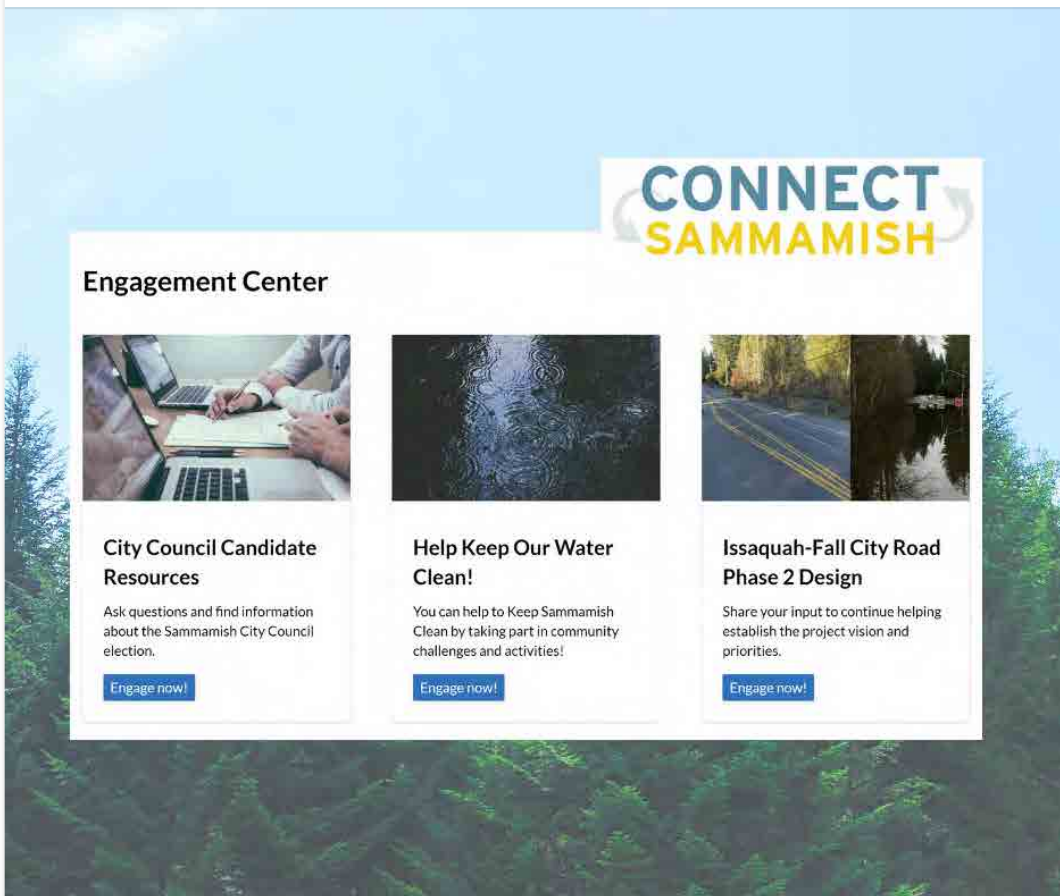 CONNECT
SAMMAMISH
Engagement Center
City Council Candidate
Resources
Ask questions and find information
about the Sammamish City Council
election.
Engage now!
Help Keep Our Water
Clean!
You can help to Keep Sammamish
Clean by taking part in community
challenges and activities!
Engage now!
Issaquah-Fall City Road
Phase 2 Design
Share your input to continue helping
establish the project vision and
priorities.
Engage now!